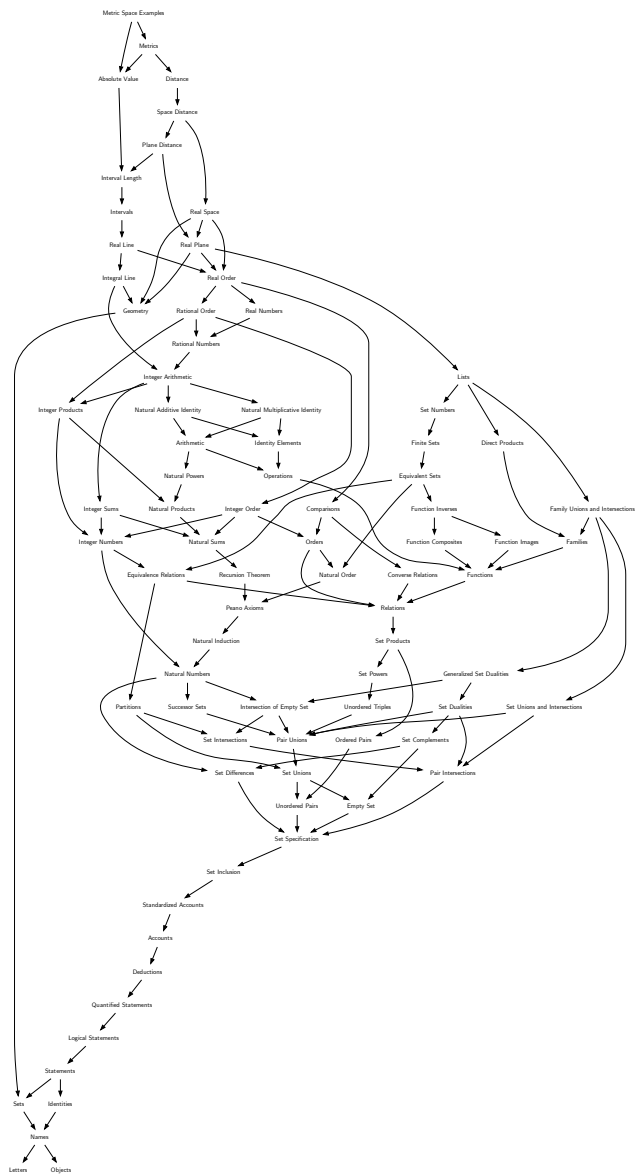 Metric Space Examples
Metrics
Absolute Value
Distance
Space Distance
Plane Distance
Interval Length
Intervals
Real Space
Real Line
Real Plane
Integral Line
Real Order
Geometry
Rational Order
Real Numbers
Rational Numbers
Integer Arithmetic
Lists
Integer Products
Natural Additive Identity
Natural Multiplicative Identity
Set Numbers
Arithmetic
Identity Elements
Finite Sets
Direct Products
Natural Powers
Operations
Equivalent Sets
Integer Sums
Natural Products
Integer Order
Comparisons
Function Inverses
Family Unions and Intersections
Integer Numbers
Natural Sums
Orders
Function Composites
Function Images
Families
Equivalence Relations
Recursion Theorem
Natural Order
Converse Relations
Functions
Peano Axioms
Relations
Natural Induction
Set Products
Natural Numbers
Set Powers
Generalized Set Dualities
Partitions
Successor Sets
Intersection of Empty Set
Unordered Triples
Set Dualities
Set Unions and Intersections
Set Intersections
Pair Unions
Ordered Pairs
Set Complements
Set Differences
Set Unions
Pair Intersections
Unordered Pairs
Empty Set
Set Specification
Set Inclusion
Standardized Accounts
Accounts
Deductions
Quantified Statements
Logical Statements
Statements
Sets
Identities
Names
Letters
Objects